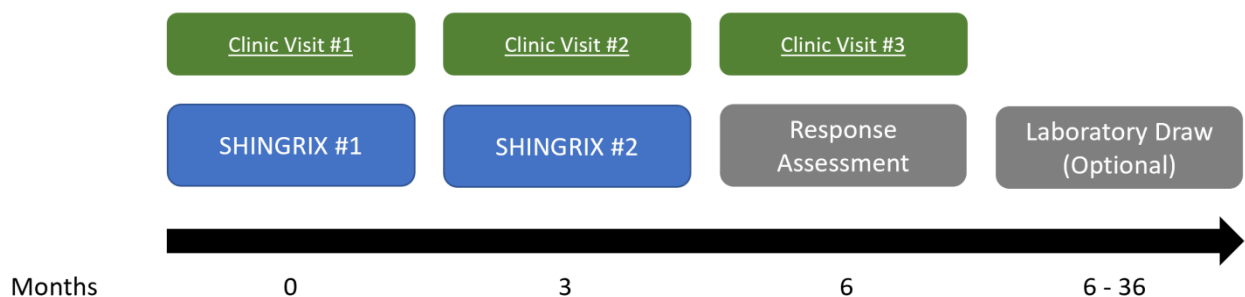 Clinic Visit #1
Clinic Visit #2
Clinic Visit #3
SHINGRIX #1
SHINGRIX #2
Response
Assessment
Laboratory Draw
(Optional)
Months 0 3 6 6 - 36